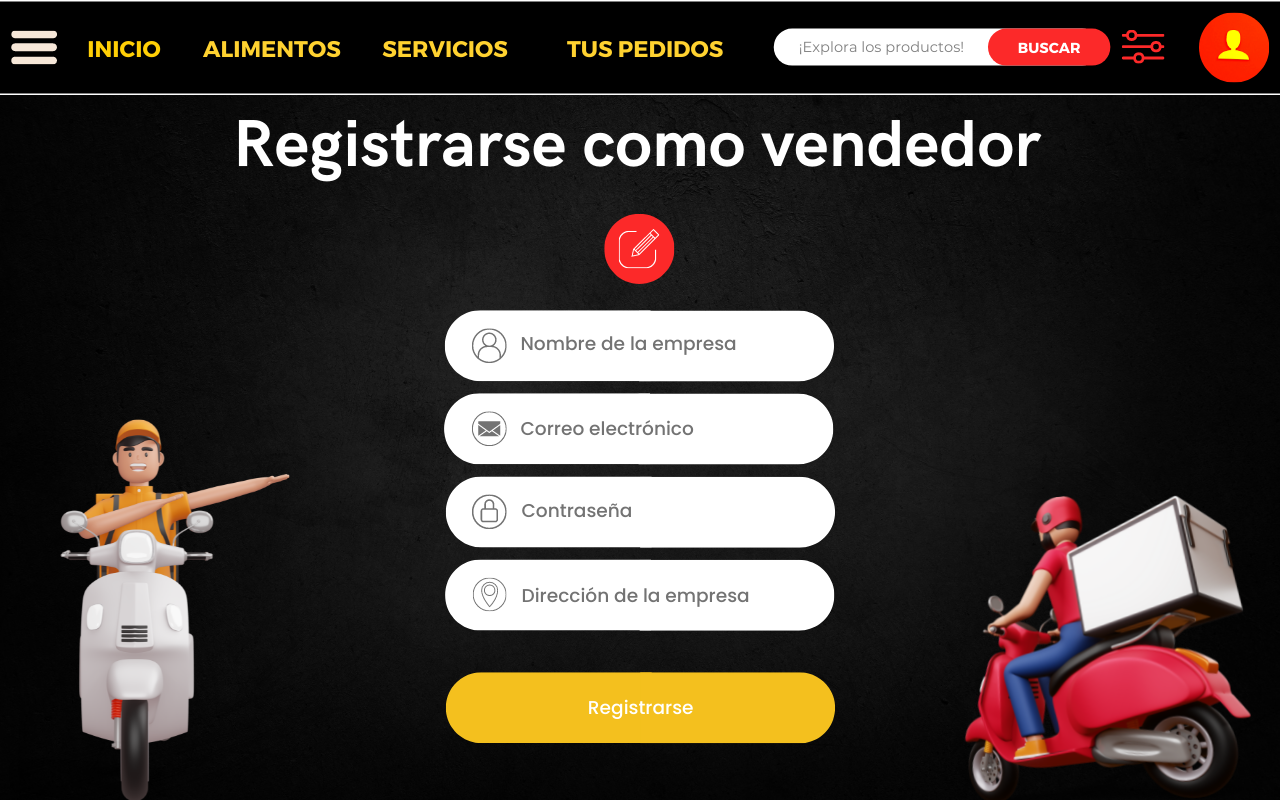 INICIO ALIMENTOS SERVICIOS TUS PEDIDOS ¡Explora los productos! BUSCAR
Registrarse como vendedor
Nombre de la empresa
Correo electrónico
Contraseña
Dirección de la empresa
Registrarse